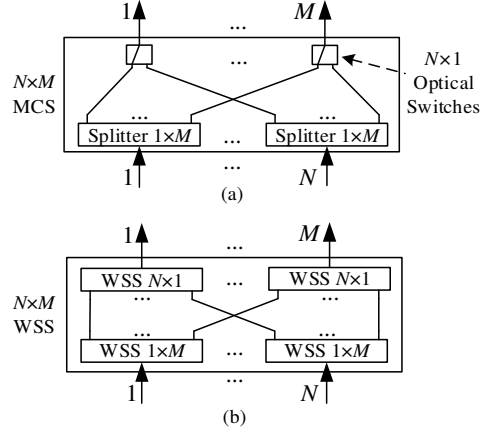 1 ... M
N×M
MCS
...
N×1
Optical
Switches
... ...
Splitter 1×M ... Splitter 1×M
1 ... N
(a)
1 ... M
N×M
WSS
WSS N×1 ... WSS N×1
... ...
... ...
WSS 1×M ... WSS 1×M
1 ... N
(b)